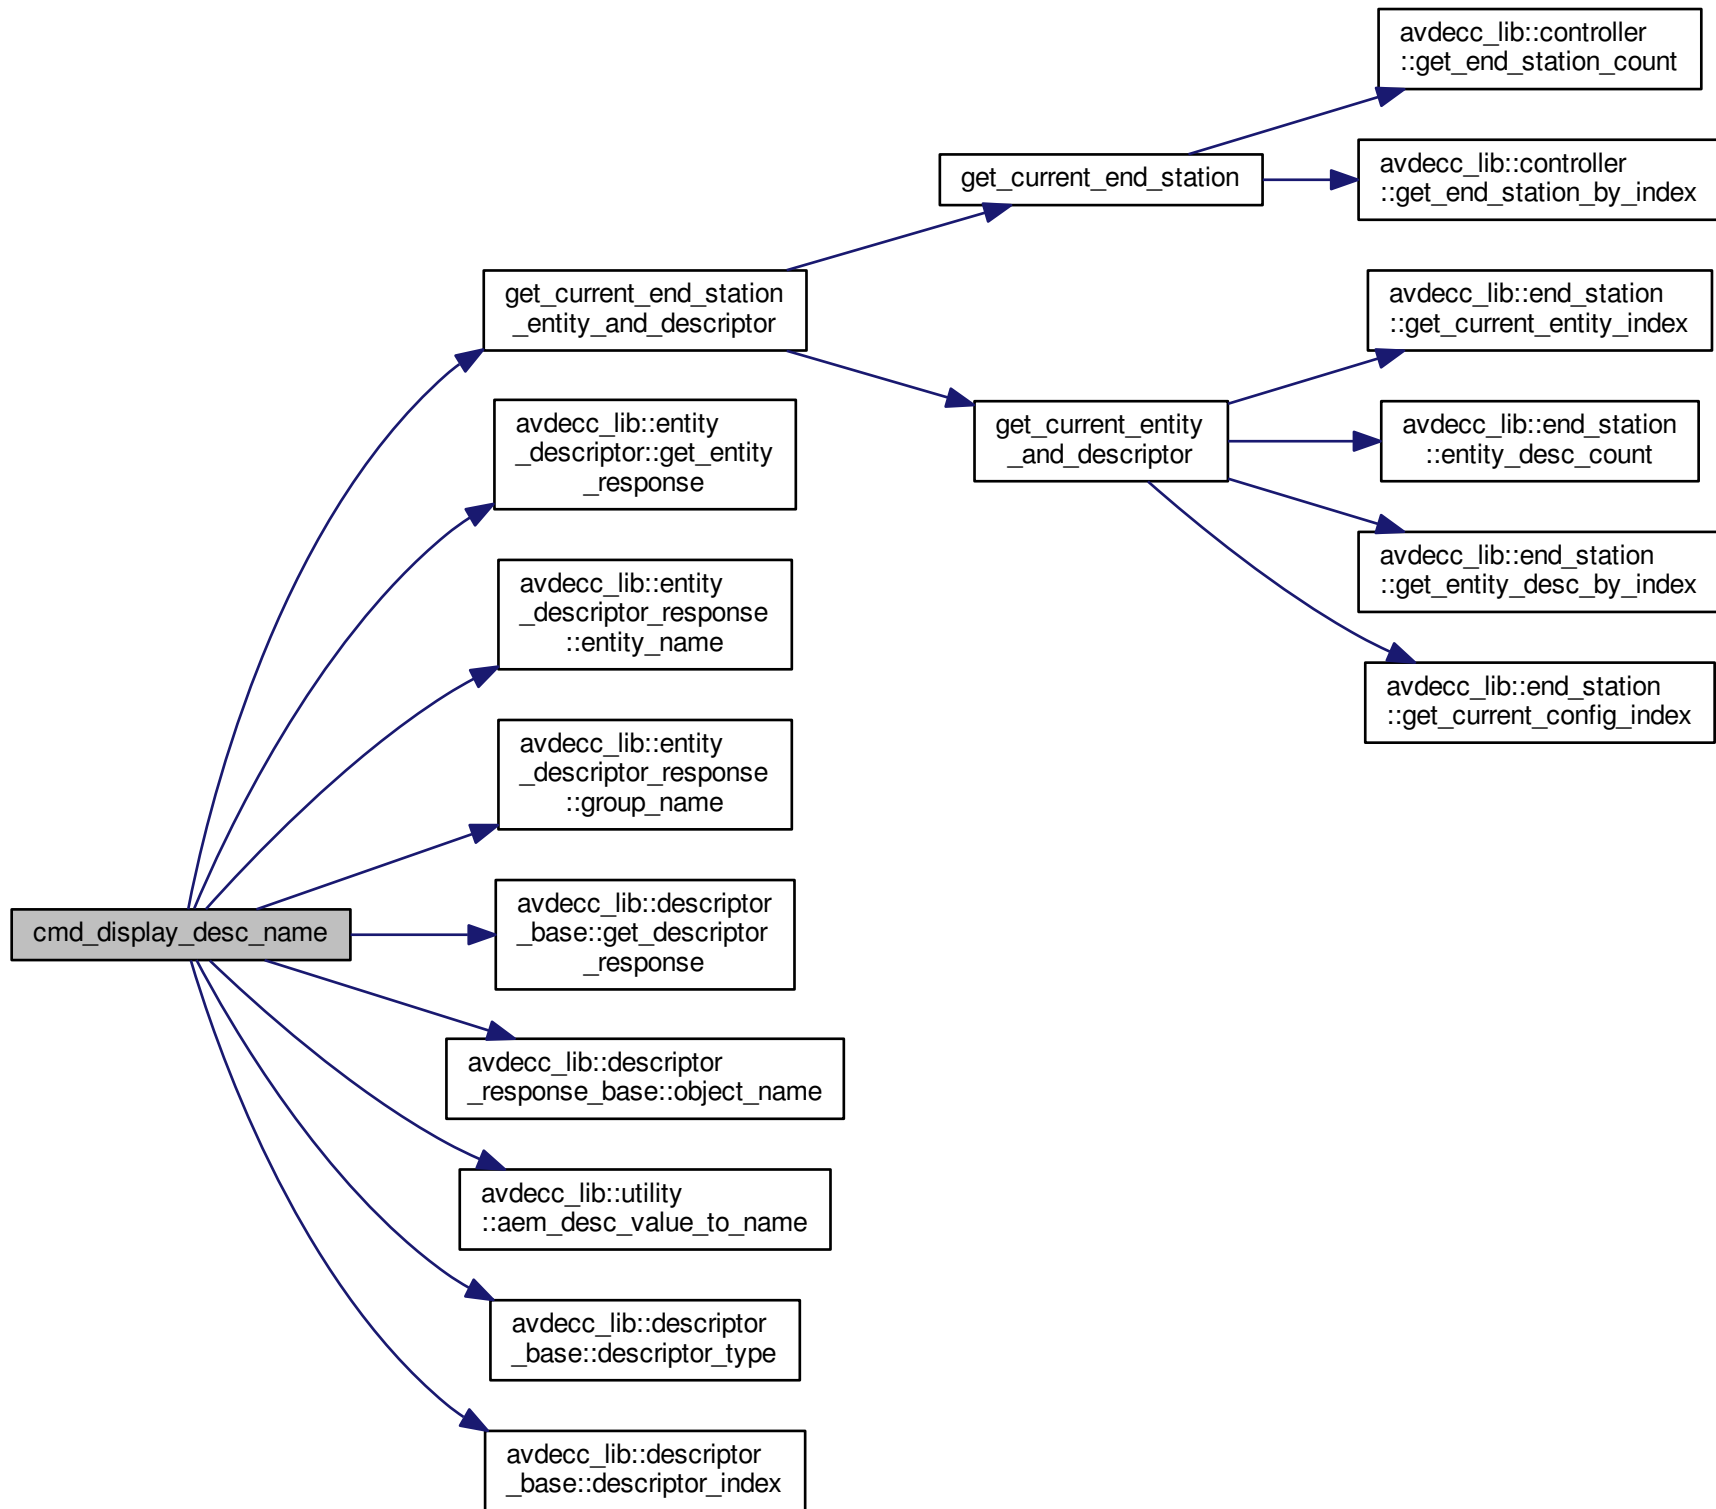 avdecc_lib::controller
::get_end_station_count
avdecc_lib::controller
::get_end_station_by_index
get_current_end_station
avdecc_lib::end_station
::get_current_entity_index
get_current_end_station
_entity_and_descriptor
avdecc_lib::end_station
::entity_desc_count
get_current_entity
_and_descriptor
avdecc_lib::entity
_descriptor::get_entity
_response
avdecc_lib::end_station
::get_entity_desc_by_index
avdecc_lib::entity
_descriptor_response
::entity_name
avdecc_lib::end_station
::get_current_config_index
avdecc_lib::entity
_descriptor_response
::group_name
cmd_display_desc_name
avdecc_lib::descriptor
_base::get_descriptor
_response
avdecc_lib::descriptor
_response_base::object_name
avdecc_lib::utility
::aem_desc_value_to_name
avdecc_lib::descriptor
_base::descriptor_type
avdecc_lib::descriptor
_base::descriptor_index